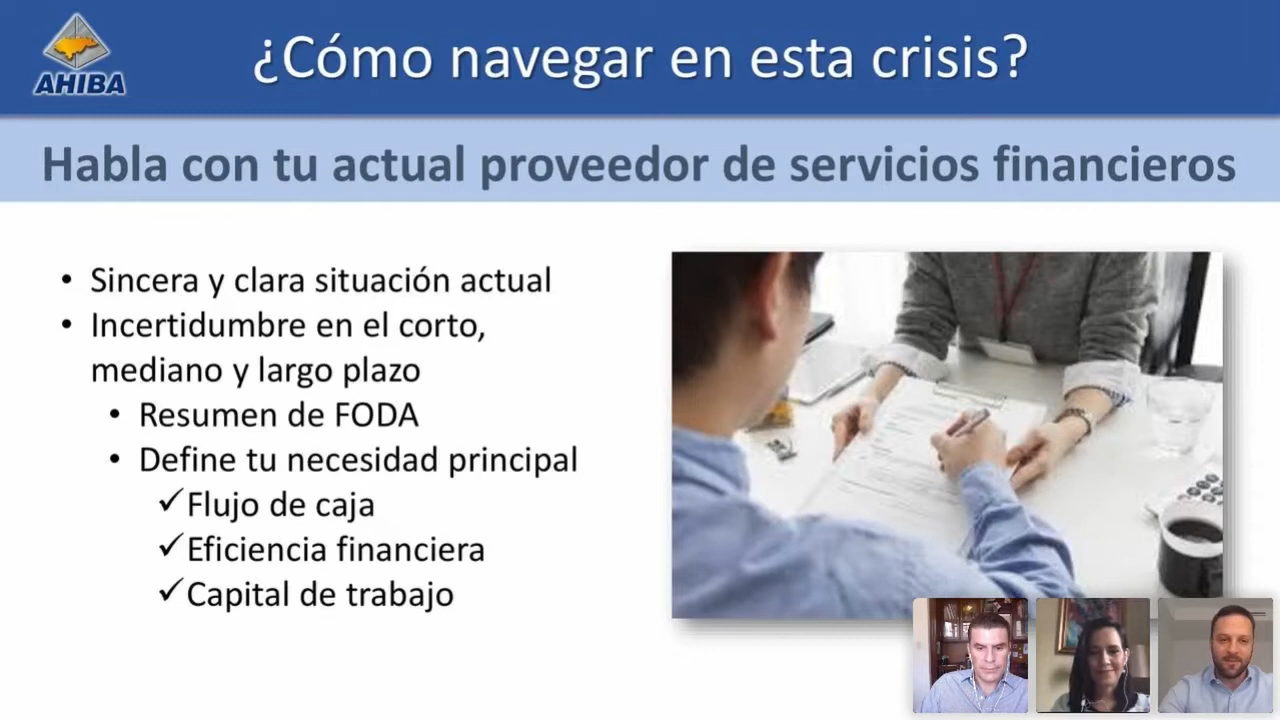 AHIBA
¿Cómo navegar en esta crisis?
Habla con tu actual proveedor de servicios financieros
• Sincera y clara situación actual
• Incertidumbre en el corto,
mediano y largo plazo
• Resumen de FODA
• Define tu necesidad principal
✓Flujo de caja
✓Eficiencia financiera
✓Capital de trabajo